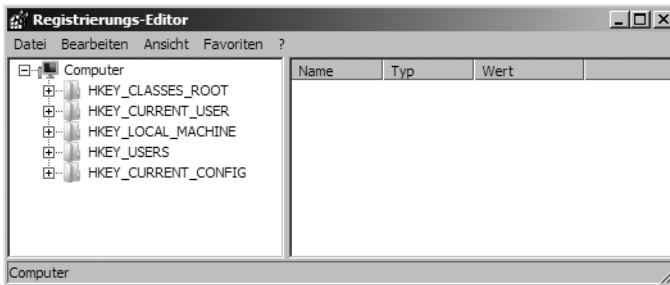 Registrierungs-Editor
Datei Bearbeiten Ansicht Favoriten ?
Computer
HKEY_CLASSES_ROOT
HKEY_CURRENT_USER
HKEY_LOCAL_MACHINE
HKEY_USERS
HKEY_CURRENT_CONFIG
Name Typ Wert
Computer